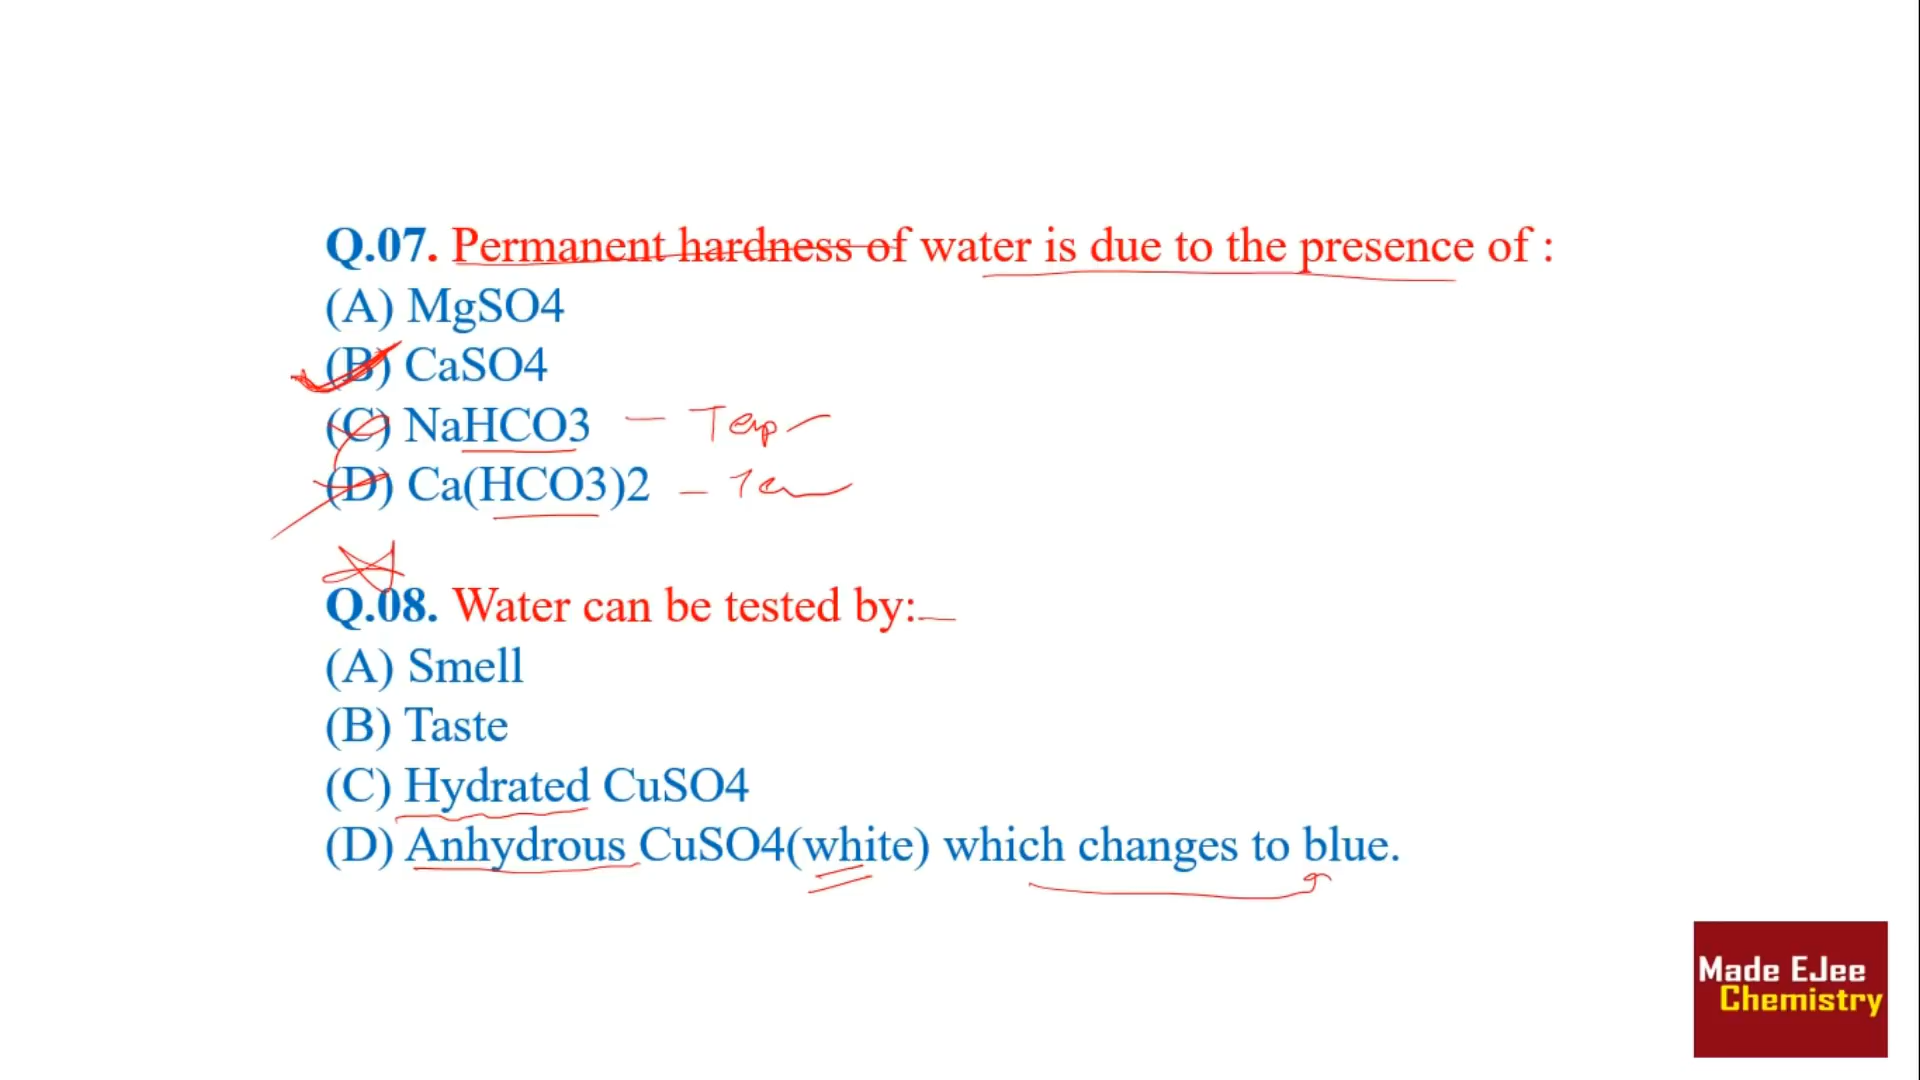 Q.07. Permanent hardness of water is due to the presence of :
(A) MgSO4
(B) CaSO4
(C) NaHCO3 – Temp
(D) Ca(HCO3)2 –
Q.08. Water can be tested by:
(A) Smell
(B) Taste
(C) Hydrated CuSO4
(D) Anhydrous CuSO4(white) which changes to blue.
Made EJee
Chemistry